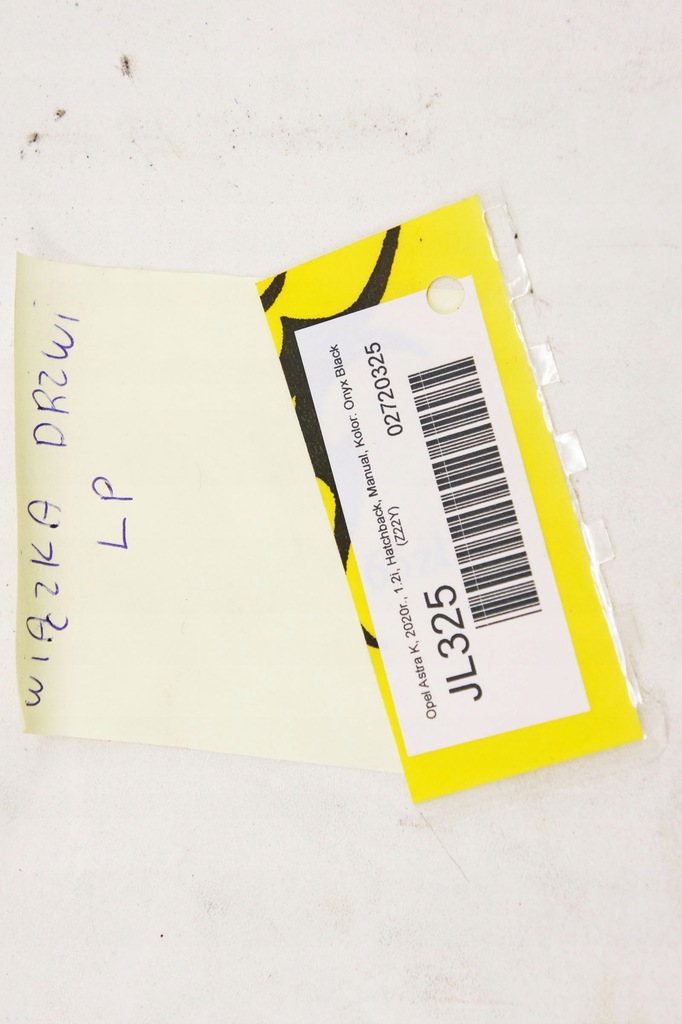 WIĄZKA DRZWI
LP
Opel Astra K, 2020r., 1.2i, Hatchback, Manual, Kolor: Onyx Black
(Z22Y)
JL325
02720325